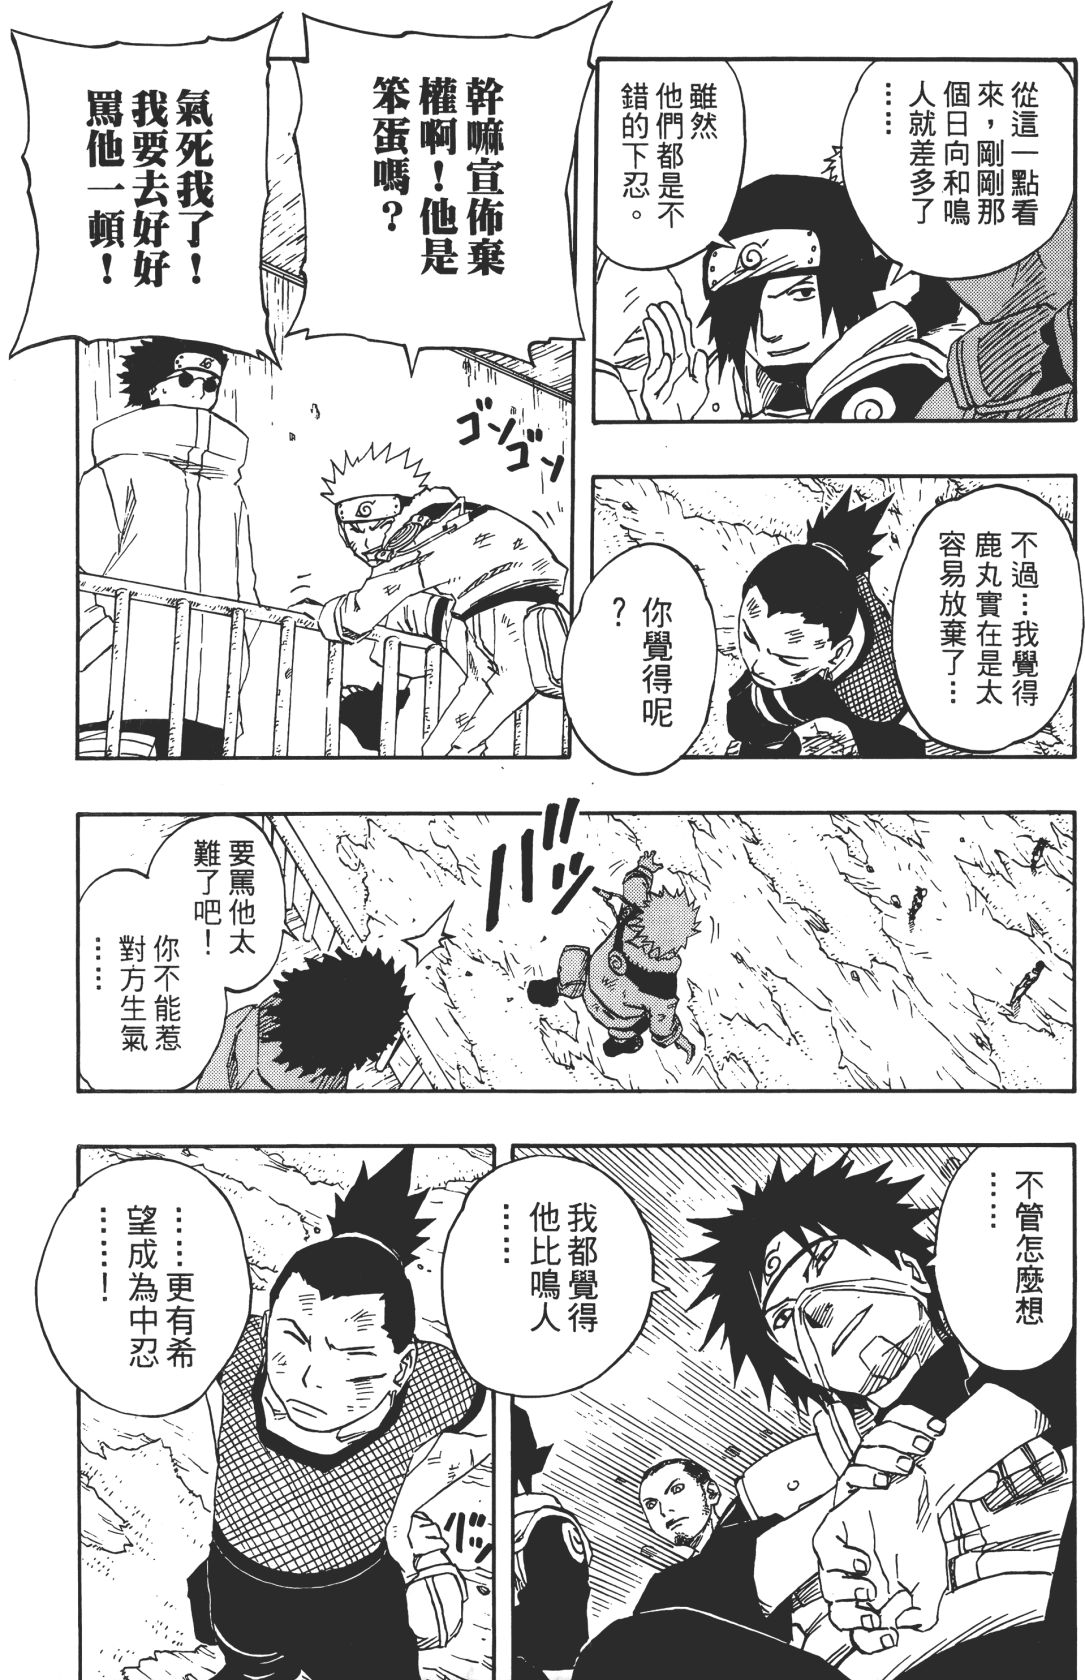 從這一點看
來，剛剛那
個日向和鳴
人就差多了
……
雖然
他們都是不
錯的下忍。
幹嘛宣佈棄
權啊！他是
笨蛋嗎？
氣死我了！
我要去好好
罵他一頓！
ゴソ
ゴソ
不過…我覺得
鹿丸實在是太
容易放棄了…
你覺得呢
？
バッ
要罵他太
難了吧！
你不能惹
對方生氣
……
不管怎麼想
……
我都覺得
他比鳴人
……
……更有希
望成為中忍
……！
ザッ